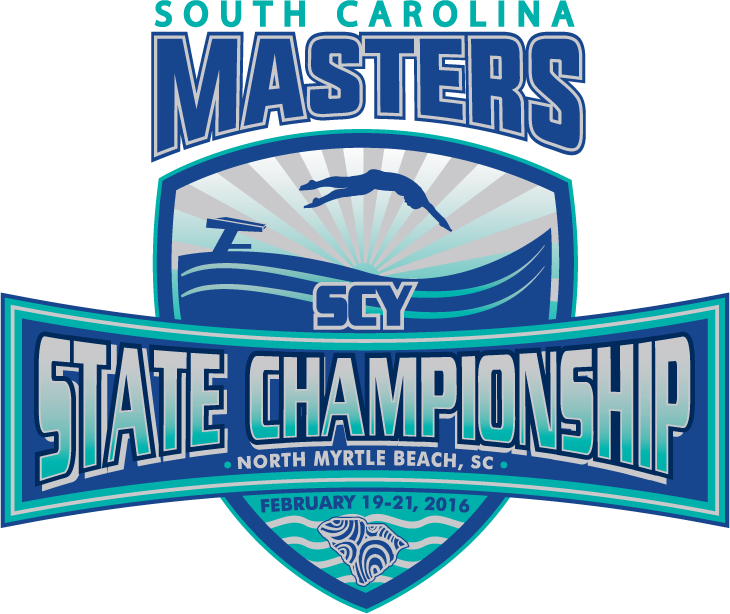 SOUTH CAROLINA
MASTERS
SCY
STATE CHAMPIONSHIP
• NORTH MYRTLE BEACH, SC •
FEBRUARY 19-21, 2016